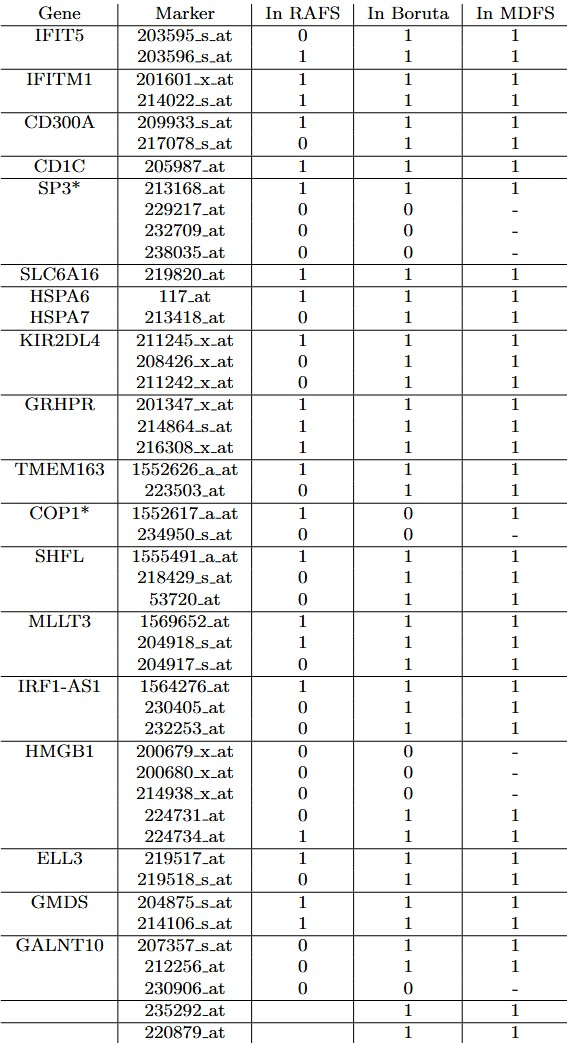 Gene Marker In RAFS In Boruta In MDFS
IFIT5 203595_s_at 0 1 1
203596_s_at 1 1 1
IFITM1 201601_x_at 1 1 1
214022_s_at 1 1 1
CD300A 209933_s_at 1 1 1
217078_s_at 0 1 1
CD1C 205987_at 1 1 1
SP3* 213168_at 1 1 1
229217_at 0 0 -
232709_at 0 0 -
238035_at 0 0 -
SLC6A16 219820_at 1 1 1
HSPA6 117_at 1 1 1
HSPA7 213418_at 0 1 1
KIR2DL4 211245_x_at 1 1 1
208426_x_at 0 1 1
211242_x_at 0 1 1
GRHPR 201347_x_at 1 1 1
214864_s_at 1 1 1
216308_x_at 1 1 1
TMEM163 1552626_a_at 1 1 1
223503_at 0 1 1
COP1* 1552617_a_at 1 0 1
234950_s_at 0 0 -
SHFL 1555491_a_at 1 1 1
218429_s_at 0 1 1
53720_at 0 1 1
MLLT3 1569652_at 1 1 1
204918_s_at 1 1 1
204917_s_at 0 1 1
IRF1-AS1 1564276_at 1 1 1
230405_at 0 1 1
232253_at 0 1 1
HMGB1 200679_x_at 0 0 -
200680_x_at 0 0 -
214938_x_at 0 0 -
224731_at 0 1 1
224734_at 1 1 1
ELL3 219517_at 1 1 1
219518_s_at 0 1 1
GMDS 204875_s_at 1 1 1
214106_s_at 1 1 1
GALNT10 207357_s_at 0 1 1
212256_at 0 1 1
230906_at 0 0 -
235292_at 1 1
220879_at 1 1